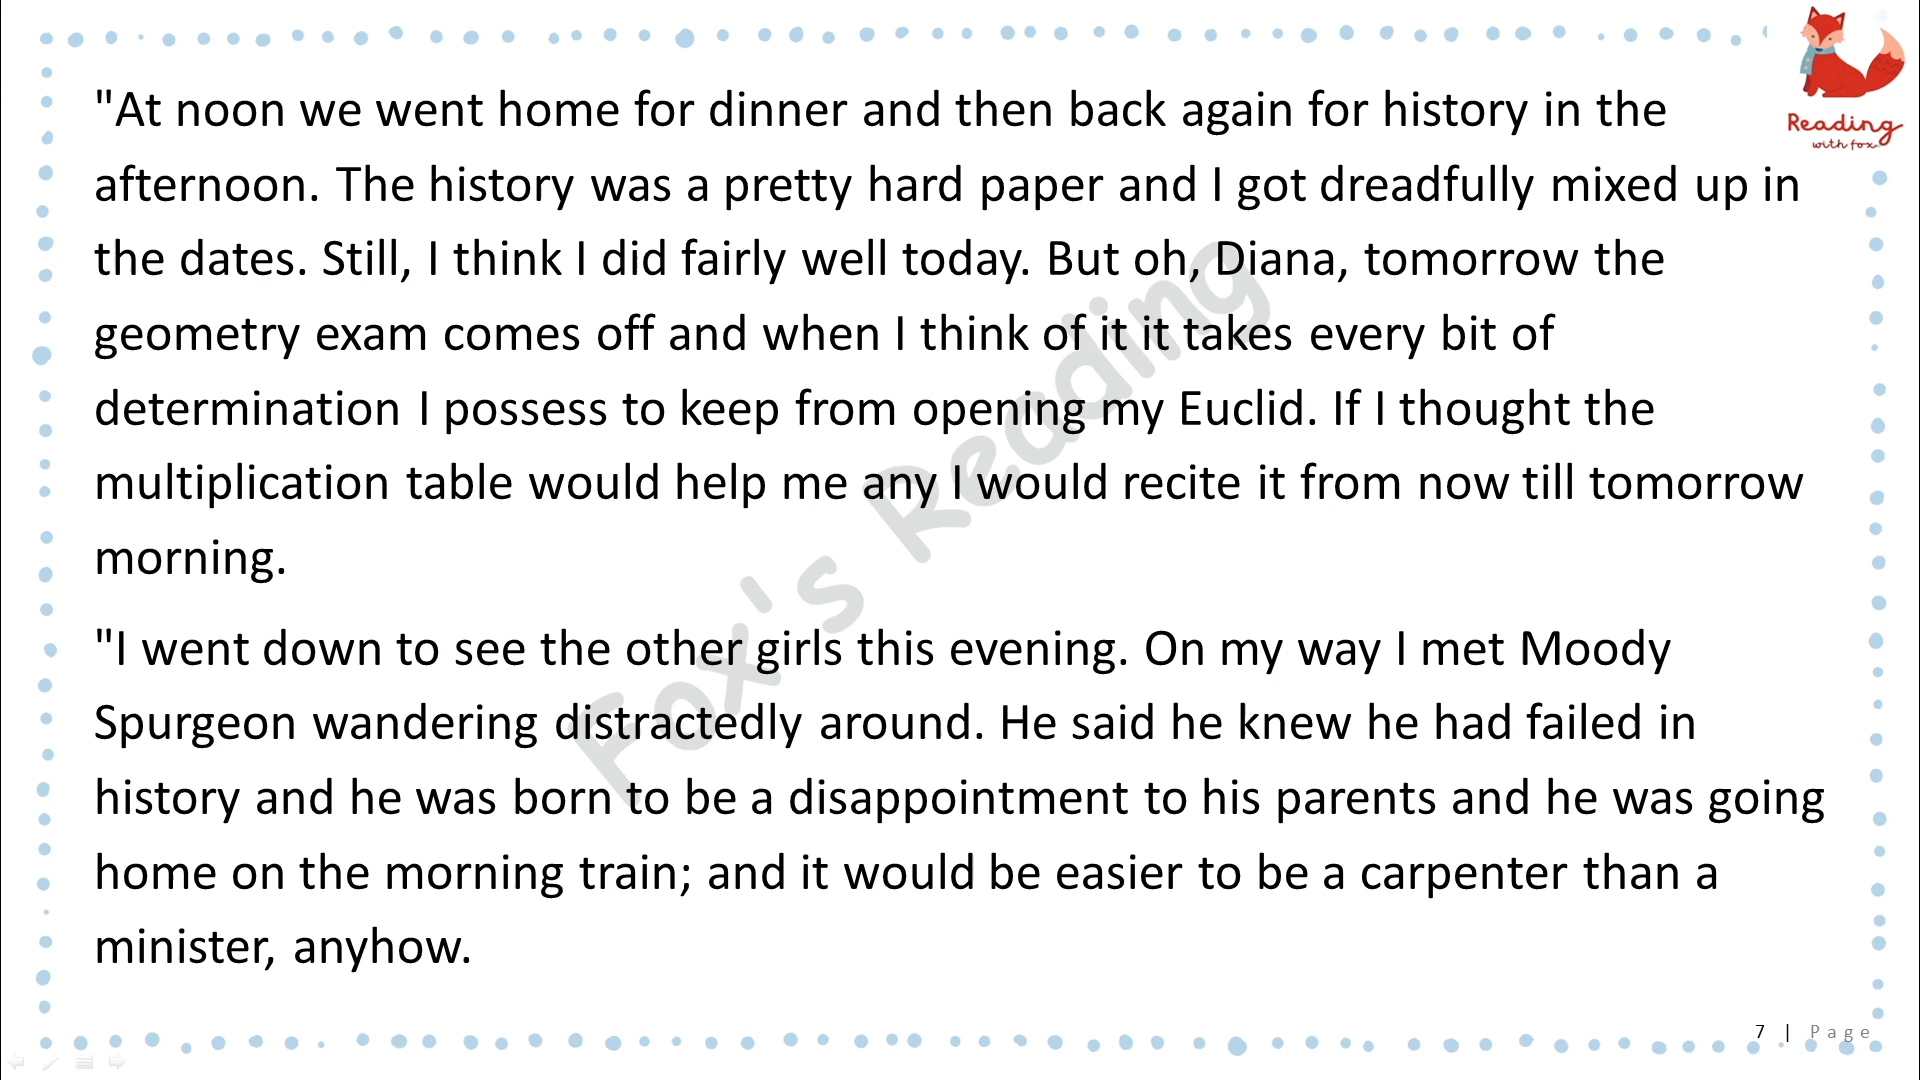 "At noon we went home for dinner and then back again for history in the
afternoon. The history was a pretty hard paper and I got dreadfully mixed up in
the dates. Still, I think I did fairly well today. But oh, Diana, tomorrow the
geometry exam comes off and when I think of it it takes every bit of
determination I possess to keep from opening my Euclid. If I thought the
multiplication table would help me any I would recite it from now till tomorrow
morning.
"I went down to see the other girls this evening. On my way I met Moody
Spurgeon wandering distractedly around. He said he knew he had failed in
history and he was born to be a disappointment to his parents and he was going
home on the morning train; and it would be easier to be a carpenter than a
minister, anyhow.
Fox's Reading
Reading
with fox
7 | Page